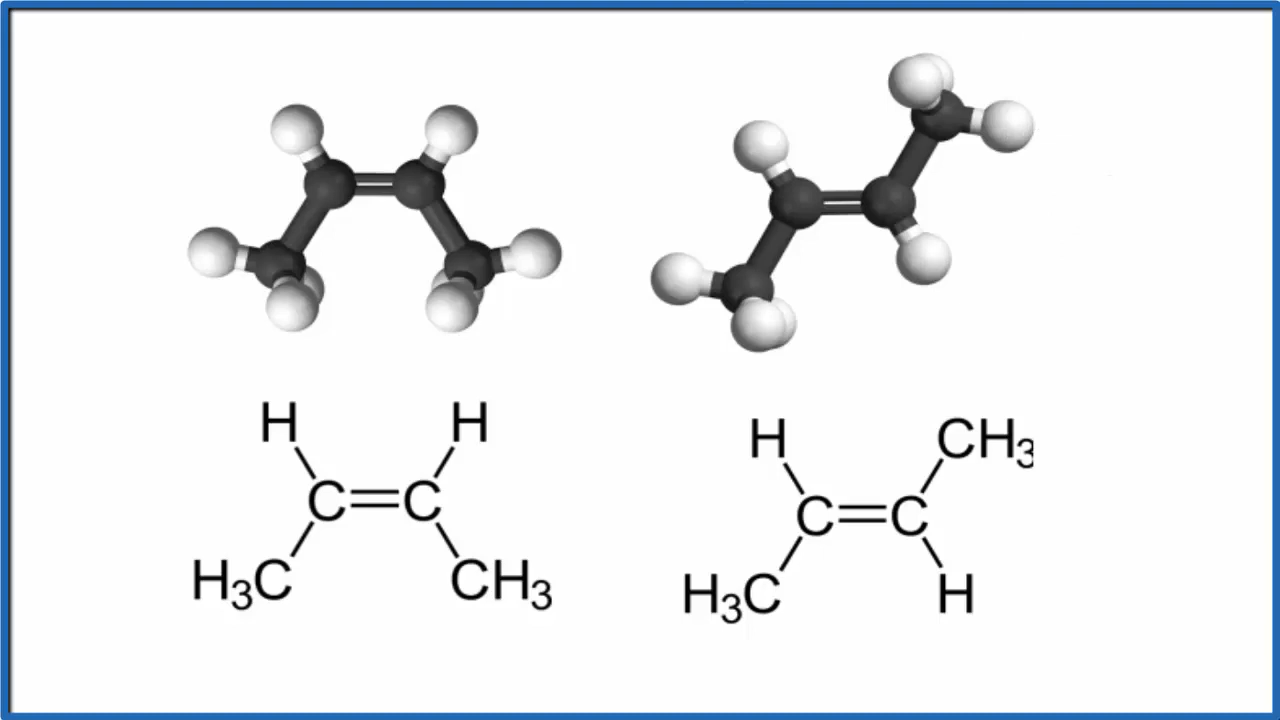 H H
C=C
H₃C CH₃
H CH₃
C=C
H₃C H